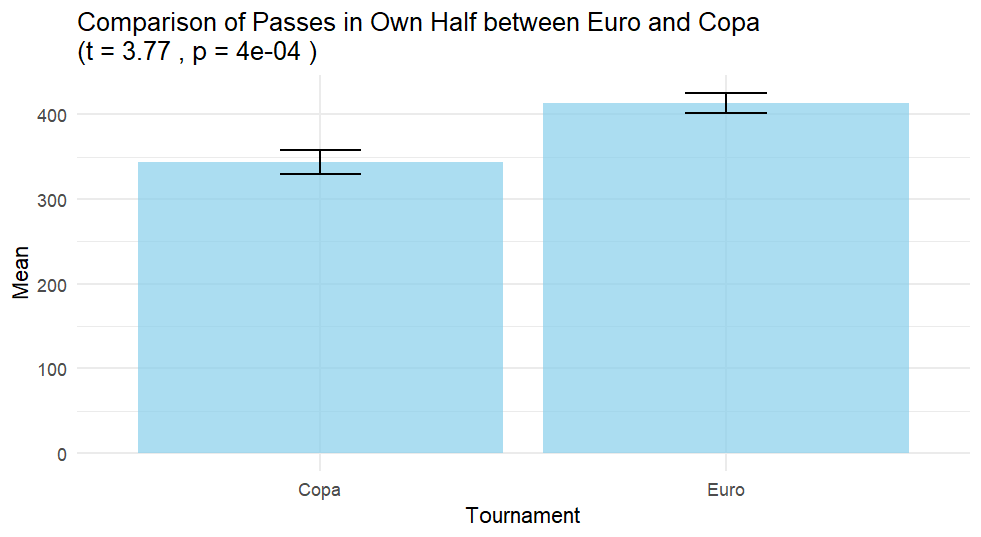 Comparison of Passes in Own Half between Euro and Copa
(t = 3.77 , p = 4e-04 )
Mean
400
300
200
100
0
Copa
Euro
Tournament